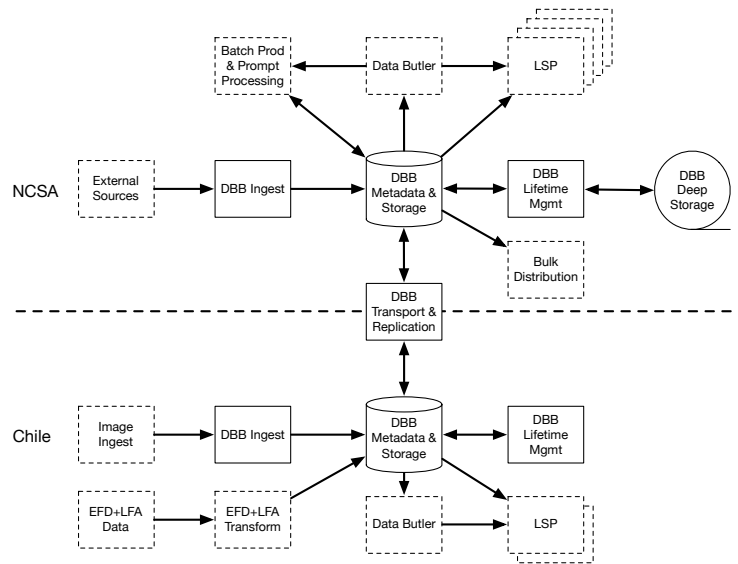 Batch Prod
& Prompt
Processing
Data Butler
LSP
NCSA
External
Sources
DBB Ingest
DBB
Metadata &
Storage
DBB
Lifetime
Mgmt
DBB
Deep
Storage
Bulk
Distribution
DBB
Transport &
Replication
Chile
Image
Ingest
DBB Ingest
DBB
Metadata &
Storage
DBB
Lifetime
Mgmt
EFD+LFA
Data
EFD+LFA
Transform
Data Butler
LSP